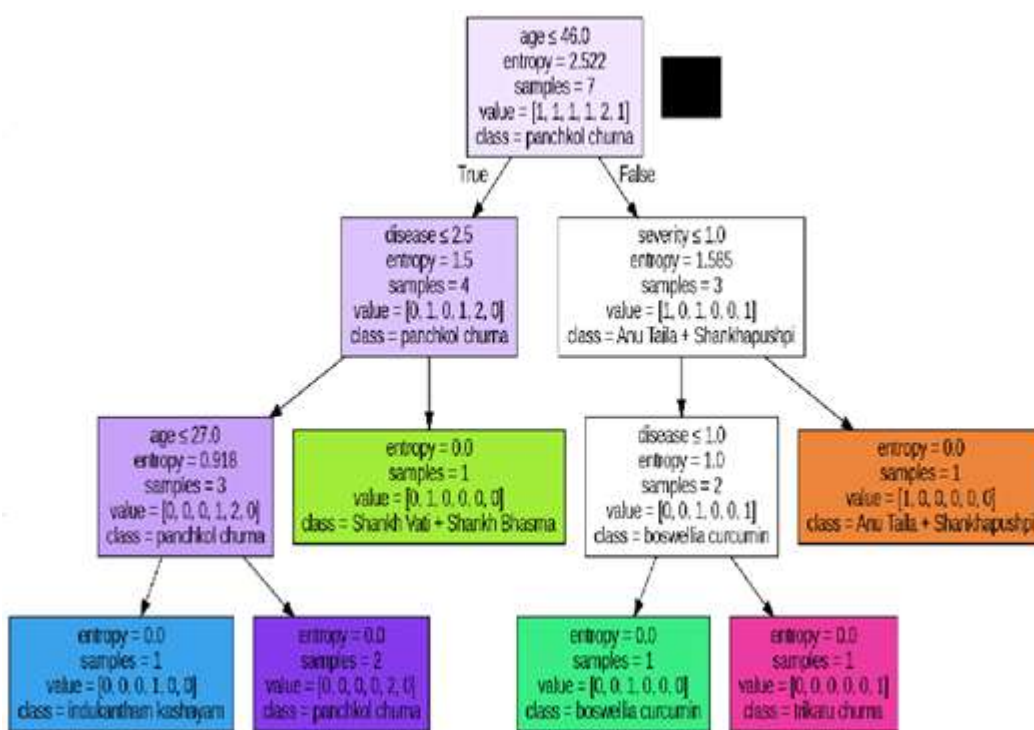 age ≤ 46.0
entropy = 2.522
samples = 7
value = [1, 1, 1, 1, 2, 1]
class = panchkol churna
True
False
disease ≤ 2.5
entropy = 1.5
samples = 4
value = [0, 1, 0, 1, 2, 0]
class = panchkol churna
severity ≤ 1.0
entropy = 1.585
samples = 3
value = [1, 0, 1, 0, 0, 1]
class = Anu Taila + Shankhapushpi
age ≤ 27.0
entropy = 0.918
samples = 3
value = [0, 0, 0, 1, 2, 0]
class = panchkol churna
entropy = 0.0
samples = 1
value = [0, 1, 0, 0, 0, 0]
class = Shankh Vati + Shankh Bhasma
disease ≤ 1.0
entropy = 1.0
samples = 2
value = [0, 0, 1, 0, 0, 1]
class = boswellia curcumin
entropy = 0.0
samples = 1
value = [1, 0, 0, 0, 0, 0]
class = Anu Taila + Shankhapushpi
entropy = 0.0
samples = 1
value = [0, 0, 0, 1, 0, 0]
class = indukantham kashayam
entropy = 0.0
samples = 2
value = [0, 0, 0, 0, 2, 0]
class = panchkol churna
entropy = 0.0
samples = 1
value = [0, 0, 1, 0, 0, 0]
class = boswellia curcumin
entropy = 0.0
samples = 1
value = [0, 0, 0, 0, 0, 1]
class = trikatu churna